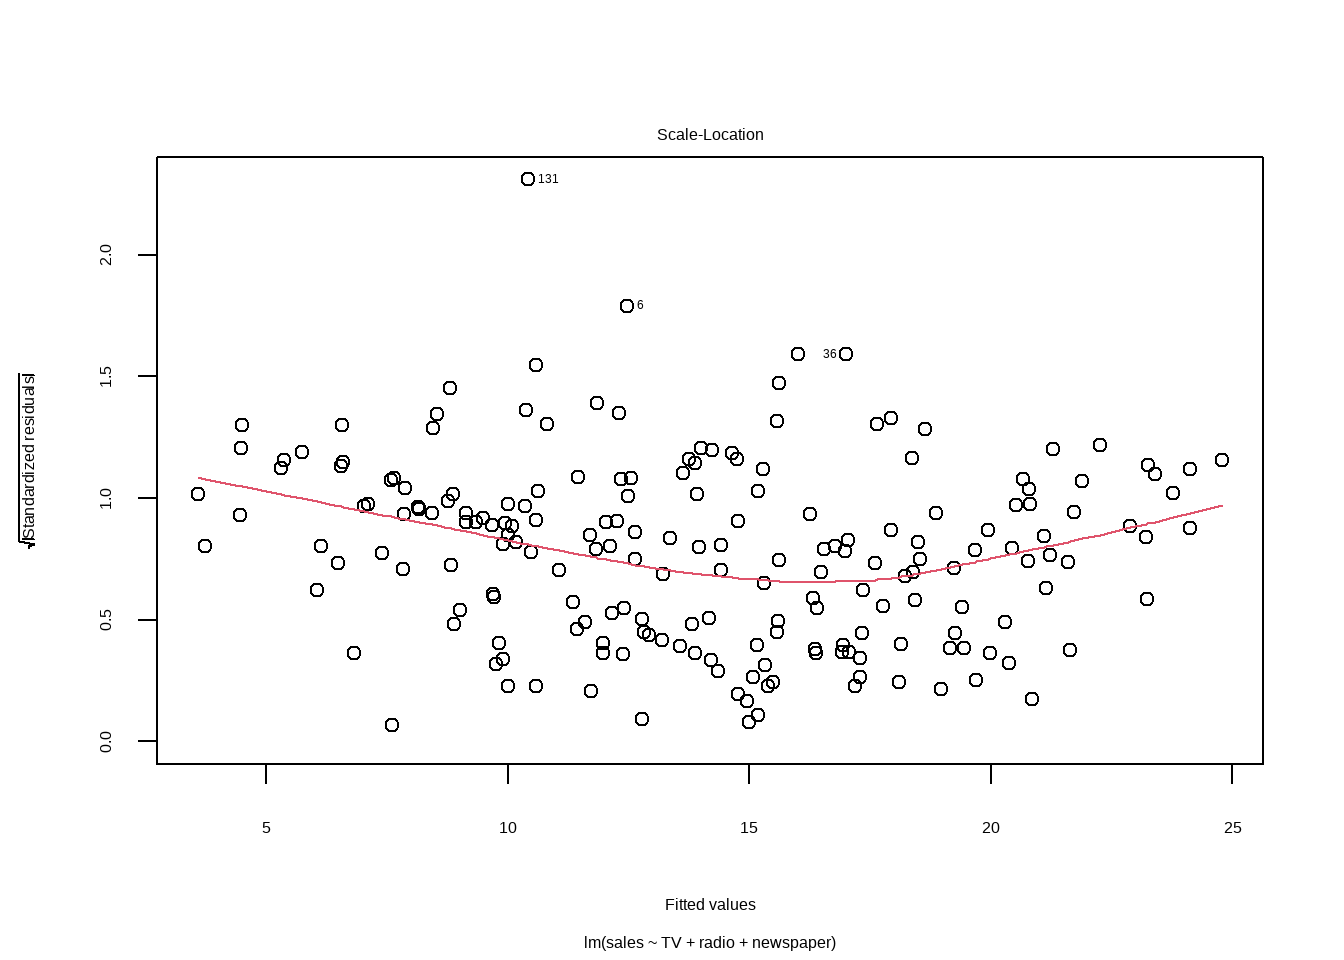 Scale-Location
131
6
36
2.0
1.5
1.0
0.5
0.0
√|Standardized residuals|
5 10 15 20 25
Fitted values
lm(sales ~ TV + radio + newspaper)